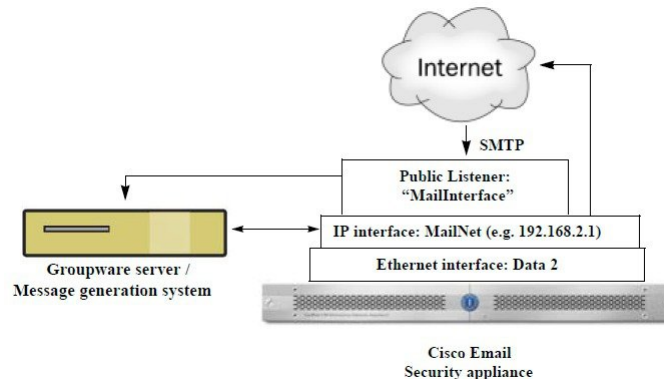 Internet
SMTP
Public Listener:
“MailInterface”
IP interface: MailNet (e.g. 192.168.2.1)
Ethernet interface: Data 2
Groupware server /
Message generation system
Cisco Email
Security appliance